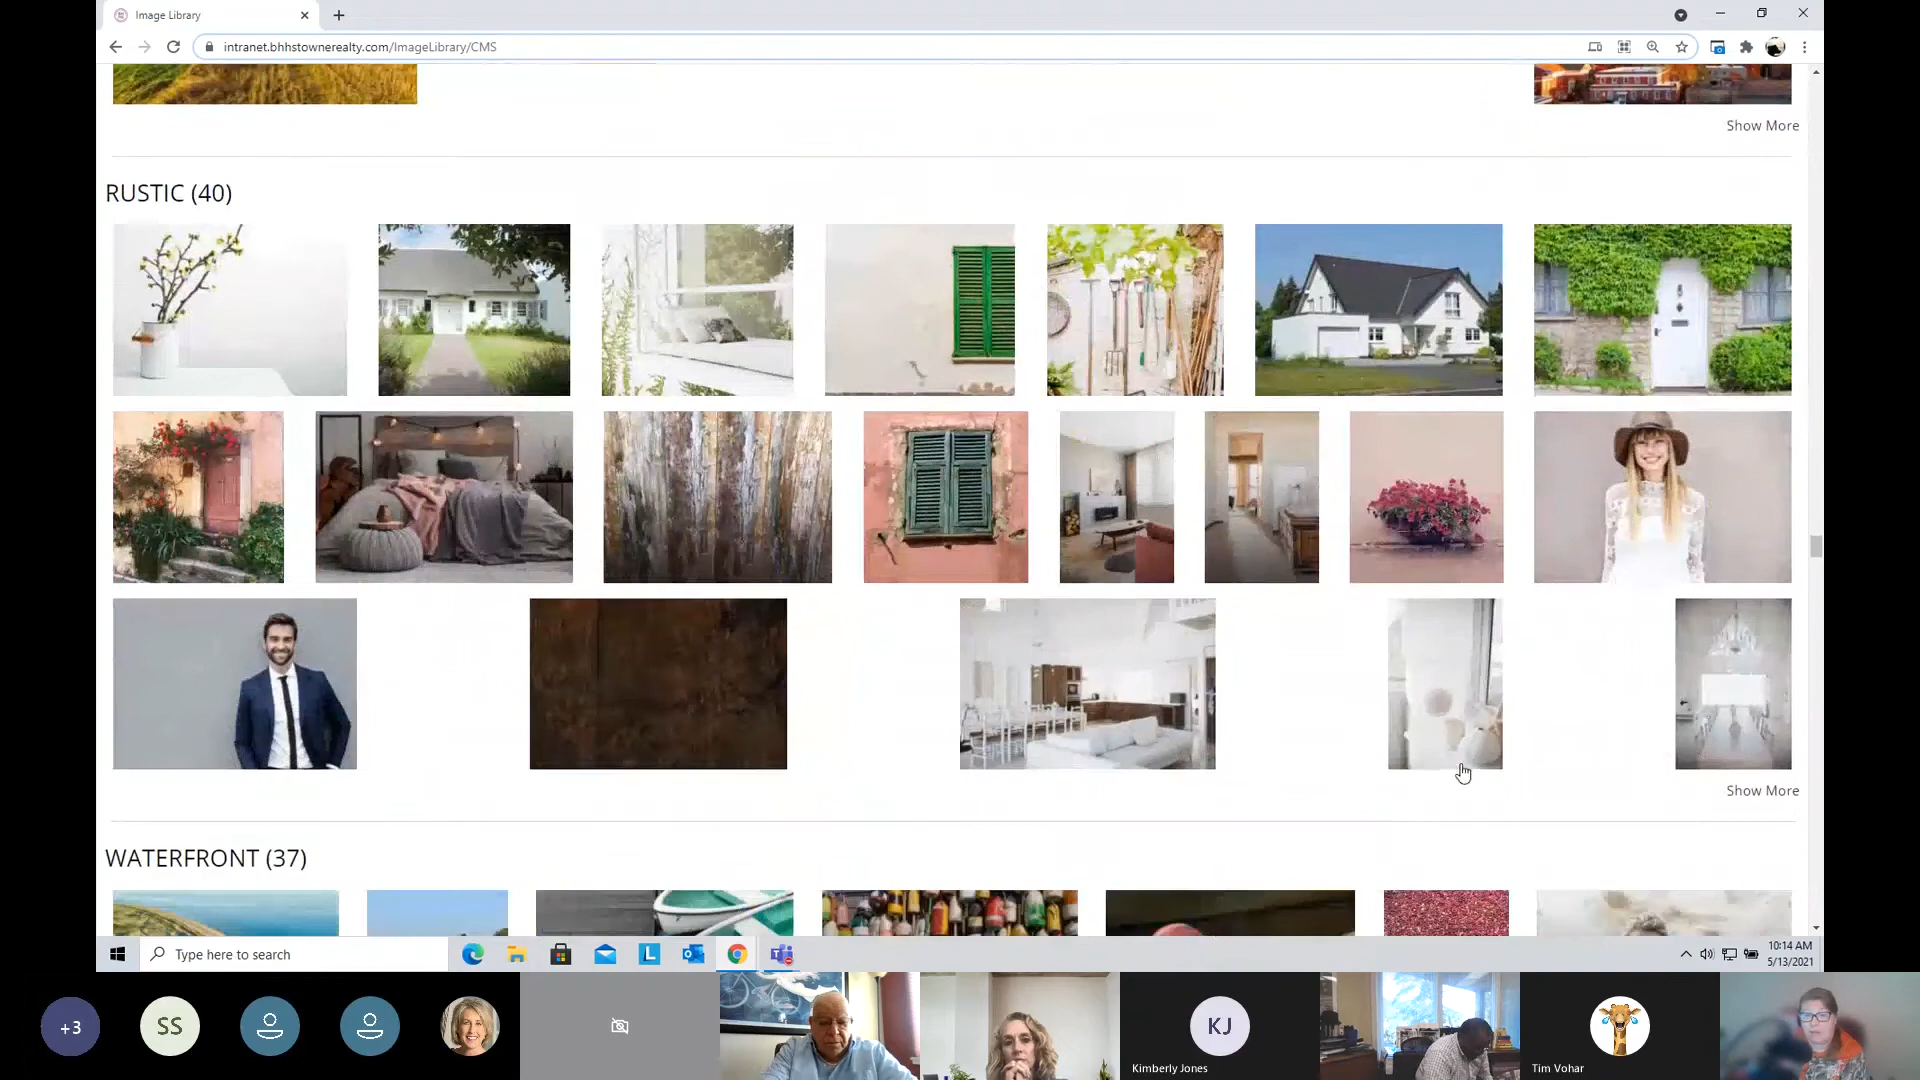 Image Library
intranet.bhhstownerealty.com/ImageLibrary/CMS
Show More
RUSTIC (40)
Show More
WATERFRONT (37)
Type here to search
L
10:14 AM
5/13/2021
+3
SS
KJ
Kimberly Jones
Tim Vohar